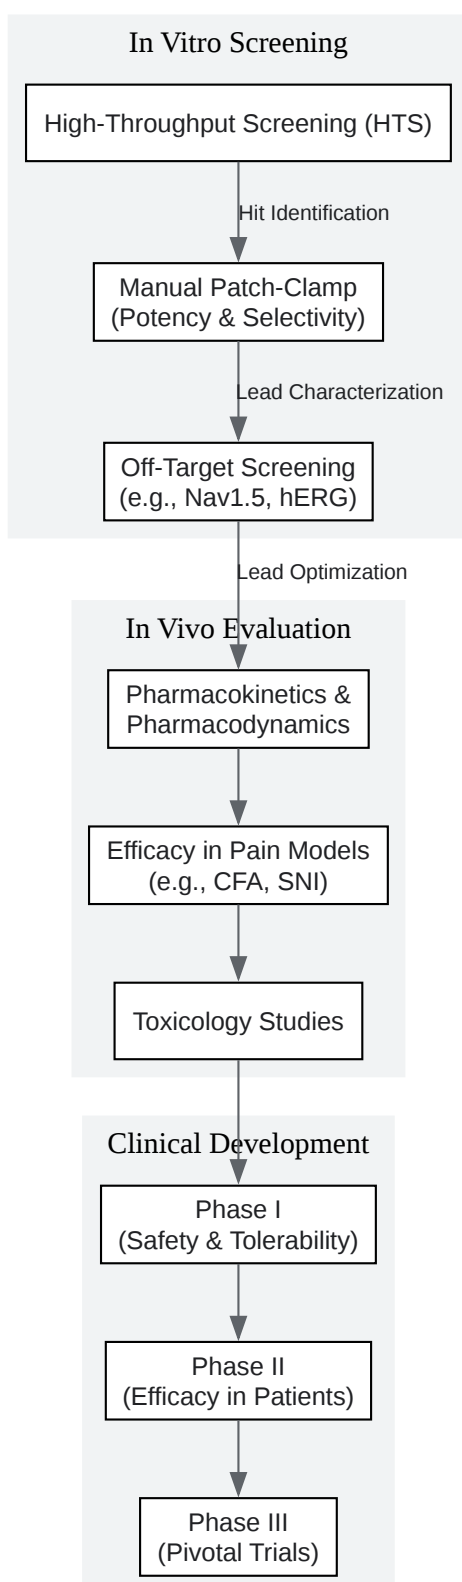 In Vitro Screening
High-Throughput Screening (HTS)
Hit Identification
Manual Patch-Clamp
(Potency & Selectivity)
Lead Characterization
Off-Target Screening
(e.g., Nav1.5, hERG)
Lead Optimization
In Vivo Evaluation
Pharmacokinetics &
Pharmacodynamics
Efficacy in Pain Models
(e.g., CFA, SNI)
Toxicology Studies
Clinical Development
Phase I
(Safety & Tolerability)
Phase II
(Efficacy in Patients)
Phase III
(Pivotal Trials)